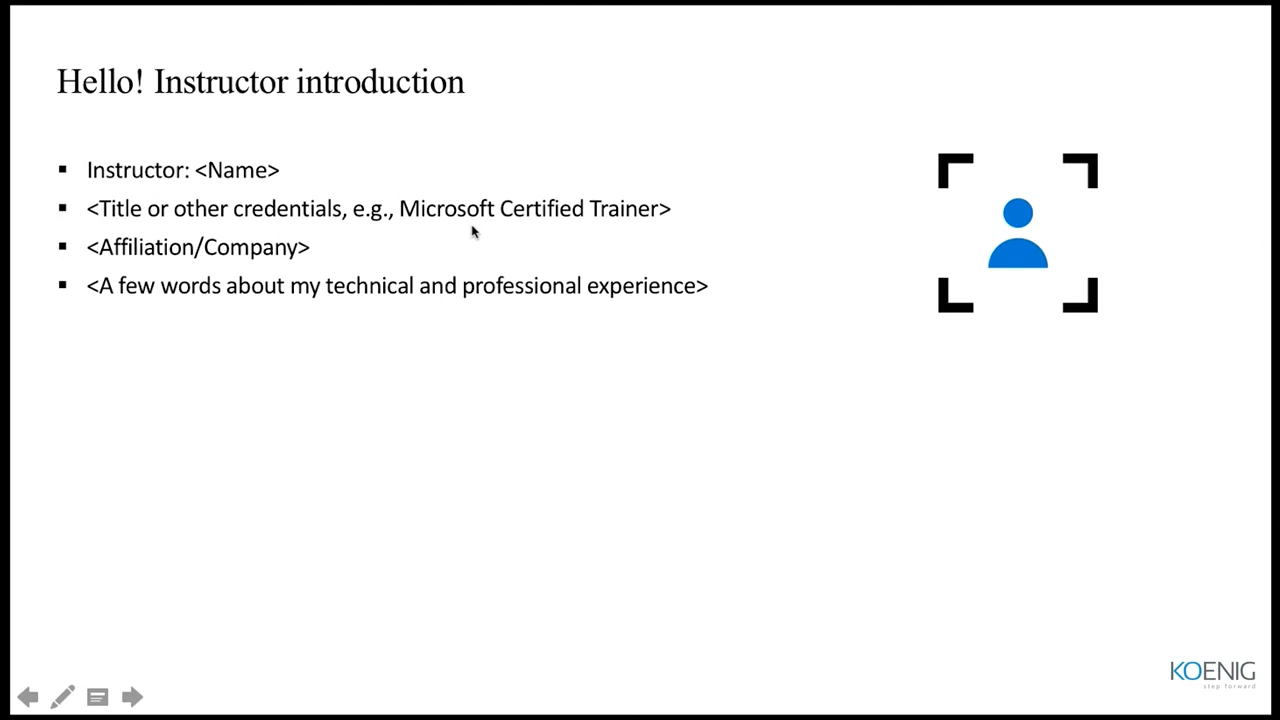 Hello! Instructor introduction
Instructor: <Name>
<Title or other credentials, e.g., Microsoft Certified Trainer>
<Affiliation/Company>
<A few words about my technical and professional experience>
KOENIG
step forward